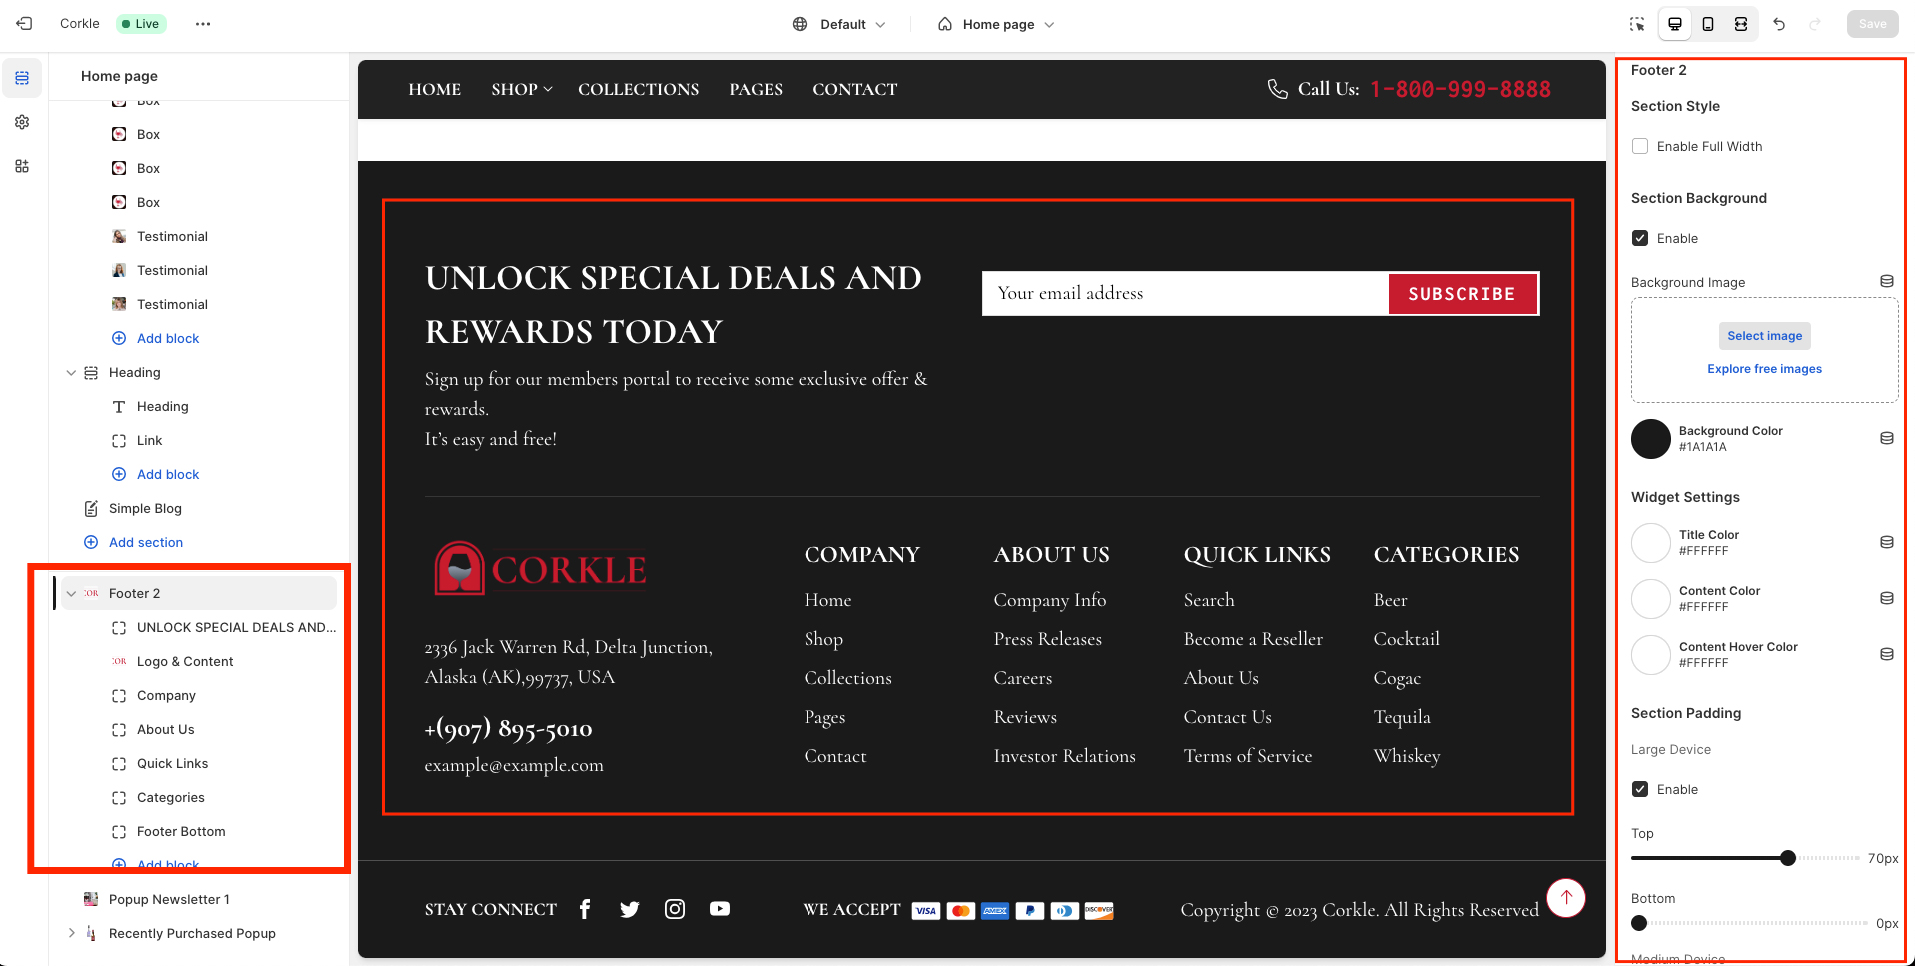 Corkle
Live
Default
Home page
Save
Home page
Box
Box
Box
Box
Testimonial
Testimonial
Testimonial
Add block
Heading
Heading
Link
Add block
Simple Blog
Add section
Footer 2
UNLOCK SPECIAL DEALS AND...
Logo & Content
Company
About Us
Quick Links
Categories
Footer Bottom
Add block
Popup Newsletter 1
Recently Purchased Popup
HOME SHOP COLLECTIONS PAGES CONTACT
Call Us: 1-800-999-8888
UNLOCK SPECIAL DEALS AND
REWARDS TODAY
Sign up for our members portal to receive some exclusive offer &
rewards.
It's easy and free!
Your email address
SUBSCRIBE
CORKLE
2336 Jack Warren Rd, Delta Junction,
Alaska (AK),99737, USA
+(907) 895-5010
example@example.com
COMPANY
Home
Shop
Collections
Pages
Contact
ABOUT US
Company Info
Press Releases
Careers
Reviews
Investor Relations
QUICK LINKS
Search
Become a Reseller
About Us
Contact Us
Terms of Service
CATEGORIES
Beer
Cocktail
Cogac
Tequila
Whiskey
STAY CONNECT
WE ACCEPT
VISA
AMEX
DISCOVER
Copyright @ 2023 Corkle. All Rights Reserved
Footer 2
Section Style
Enable Full Width
Section Background
Enable
Background Image
Select image
Explore free images
Background Color
#1A1A1A
Widget Settings
Title Color
#FFFFFF
Content Color
#FFFFFF
Content Hover Color
#FFFFFF
Section Padding
Large Device
Enable
Top
70px
Bottom
0px
Medium Device